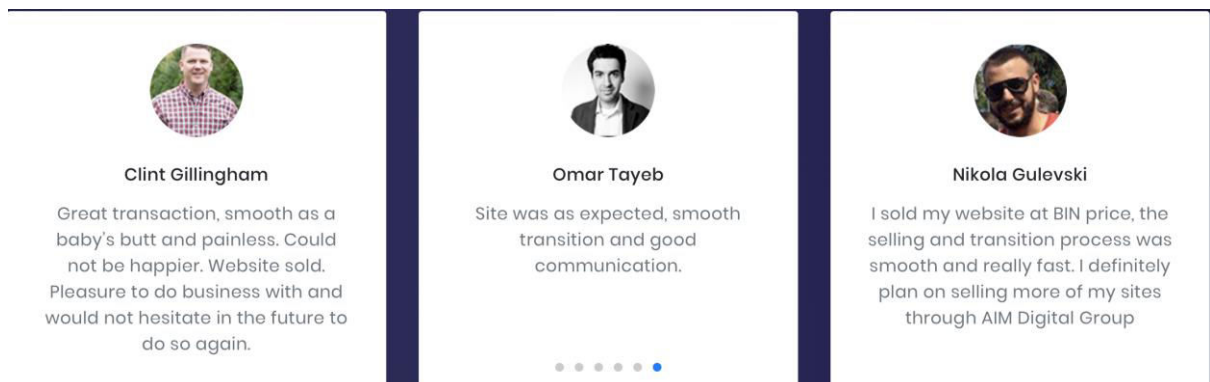 Clint Gillingham
Great transaction, smooth as a
baby's butt and painless. Could
not be happier. Website sold.
Pleasure to do business with and
would not hesitate in the future to
do so again.
Omar Tayeb
Site was as expected, smooth
transition and good
communication.
Nikola Gulevski
I sold my website at BIN price, the
selling and transition process was
smooth and really fast. I definitely
plan on selling more of my sites
through AIM Digital Group